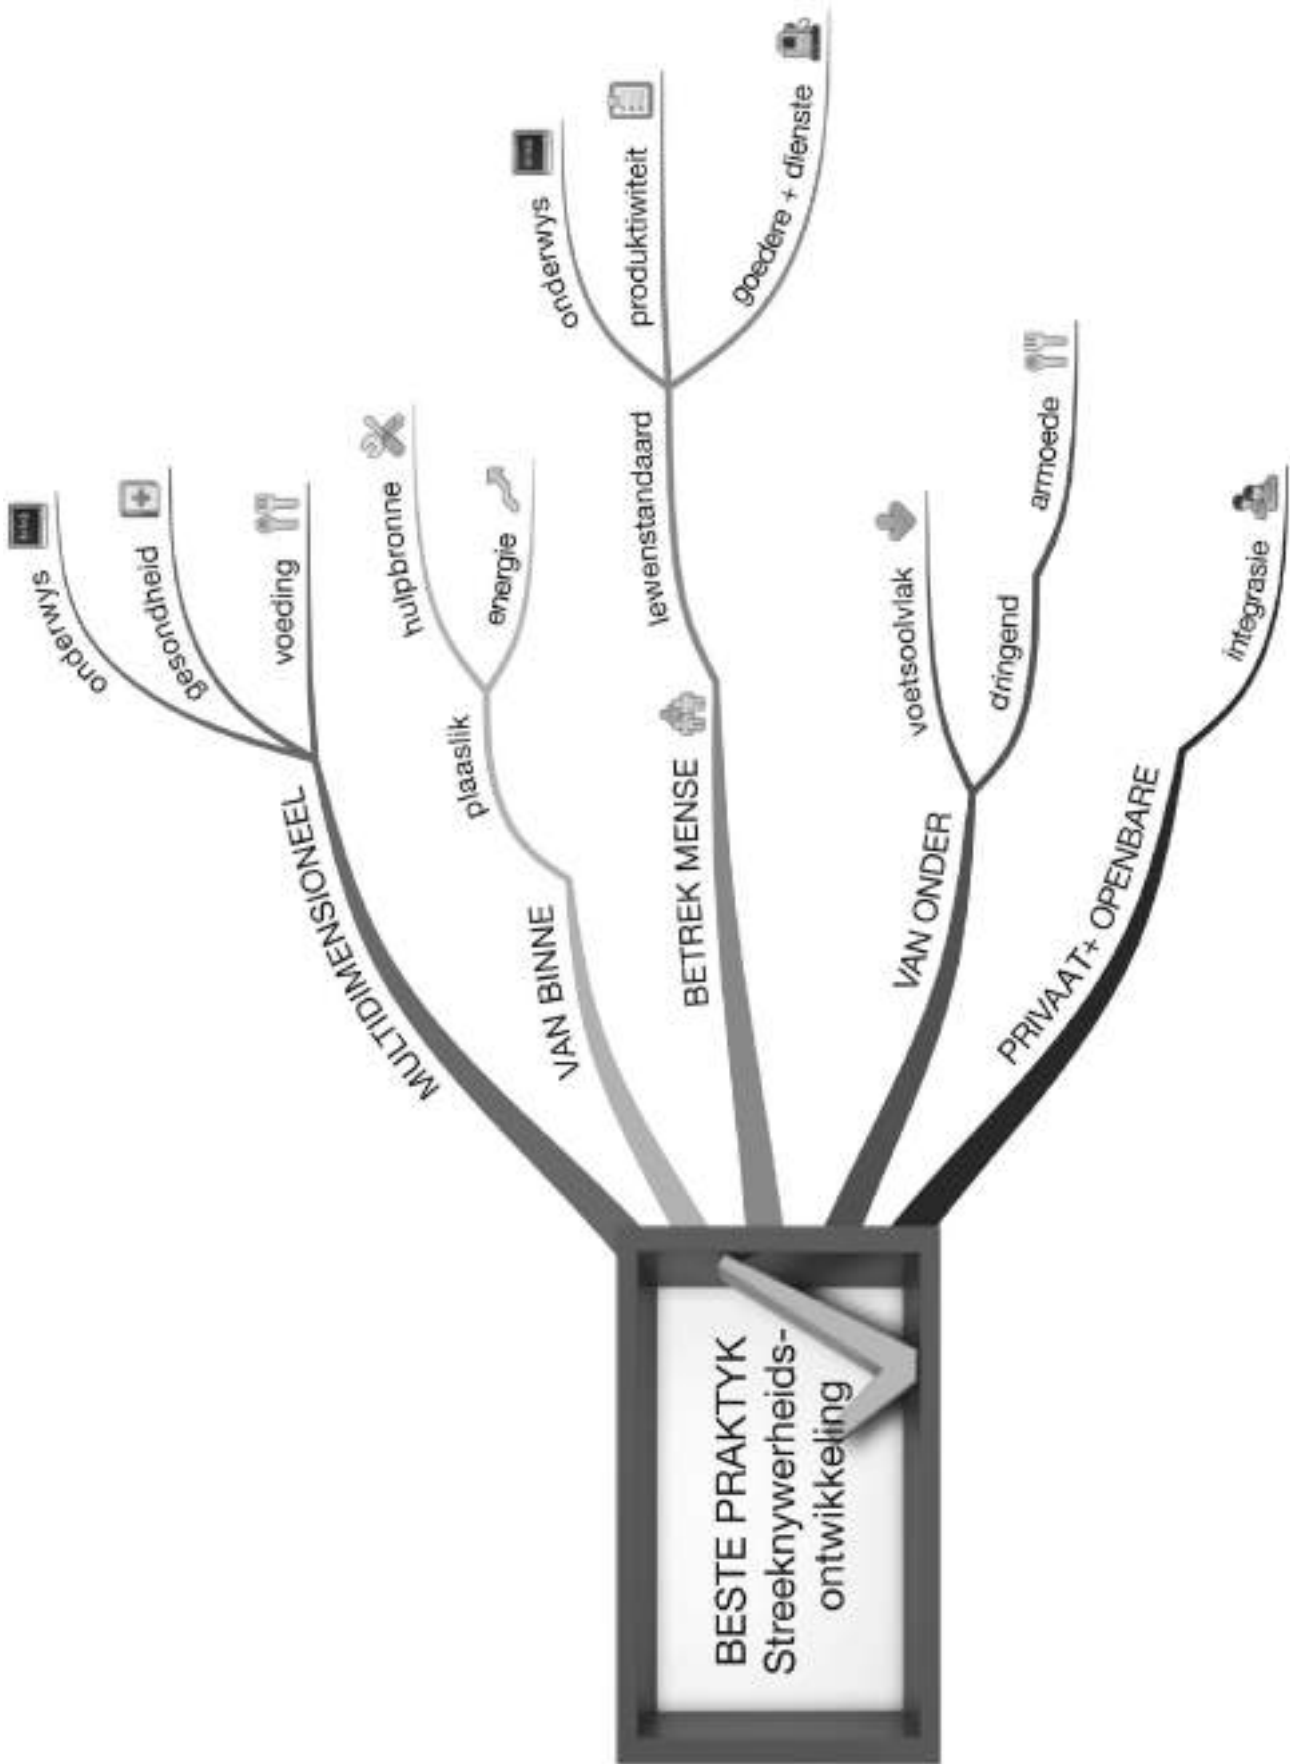 BESTE PRAKTYK
Streeknywerheids-
ontwikkeling
MULTIDIMENSIONEEL
onderwys
gesondheid
voeding
VAN BINNE
plaaslik
hulpbronne
energie
BETREK MENSE
lewenstandaard
onderwys
produktiwiteit
goedere + dienste
VAN ONDER
voetsoolvlak
dringend
armoede
PRIVAAT+ OPENBARE
integrasie